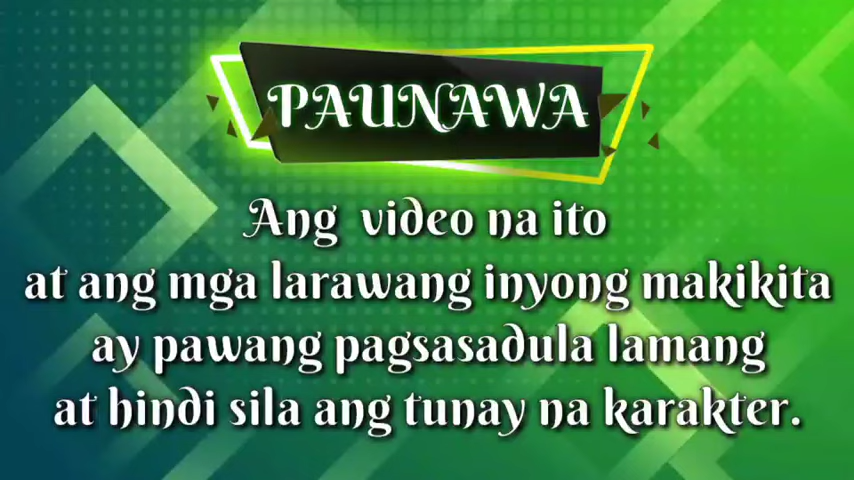 PAUNAWA
Ang video na ito
at ang mga larawang inyong makikita
ay pawang pagsasadula lamang
at hindi sila ang tunay na karakter.